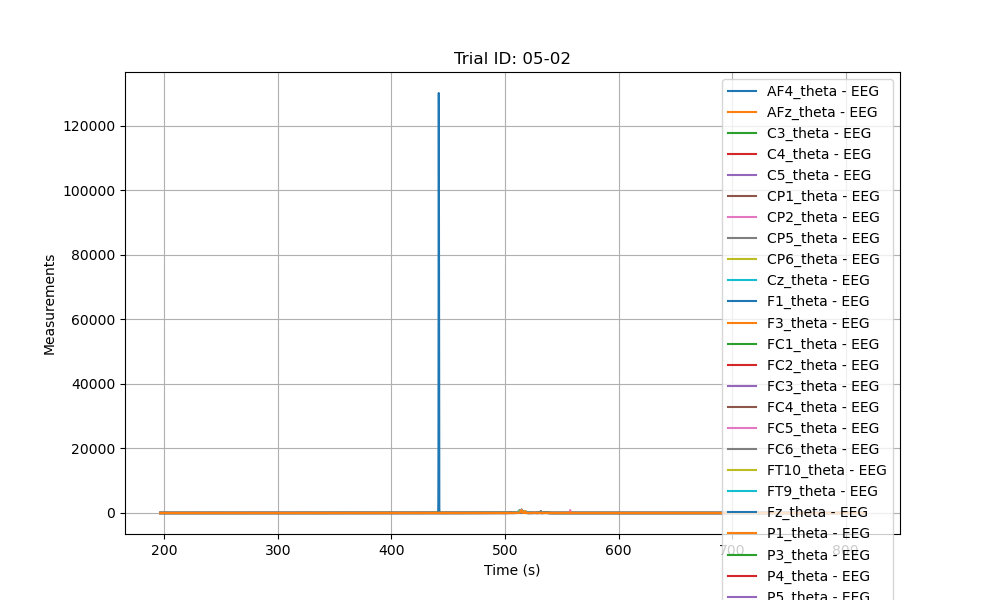 Trial ID: 05-02
Measurements
120000
100000
80000
60000
40000
20000
0
200
300
400
500
600
700
800
Time (s)
AF4_theta - EEG
AFz_theta - EEG
C3_theta - EEG
C4_theta - EEG
C5_theta - EEG
CP1_theta - EEG
CP2_theta - EEG
CP5_theta - EEG
CP6_theta - EEG
Cz_theta - EEG
F1_theta - EEG
F3_theta - EEG
FC1_theta - EEG
FC2_theta - EEG
FC3_theta - EEG
FC4_theta - EEG
FC5_theta - EEG
FC6_theta - EEG
FT10_theta - EEG
FT9_theta - EEG
Fz_theta - EEG
P1_theta - EEG
P3_theta - EEG
P4_theta - EEG
P5_theta - EEG